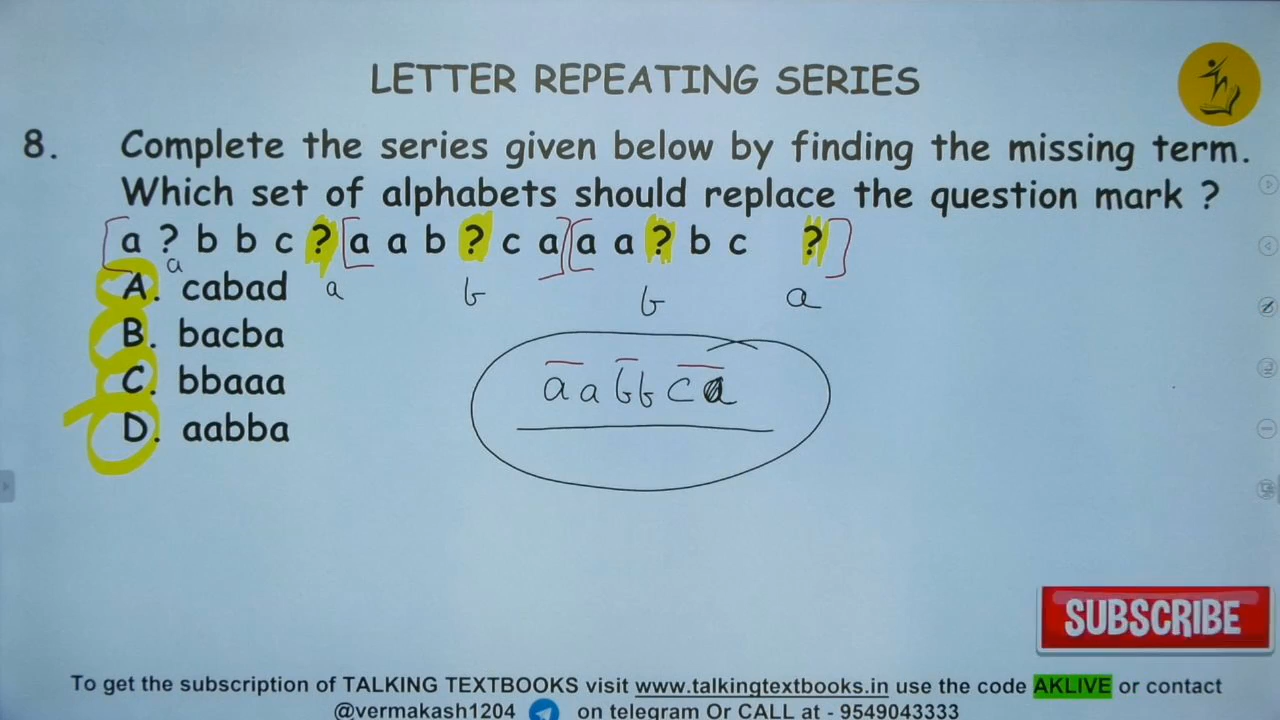 LETTER REPEATING SERIES
8. Complete the series given below by finding the missing term.
Which set of alphabets should replace the question mark ?
[a ? b b c ? [a a b ? c a] [a a ? b c ?]
a a b b a
A. cabad
B. bacba
C. bbaaa
D. aabba
a a b b c a
SUBSCRIBE
To get the subscription of TALKING TEXTBOOKS visit www.talkingtextbooks.in use the code AKLIVE or contact
@vermakash1204 on telegram Or CALL at - 9549043333